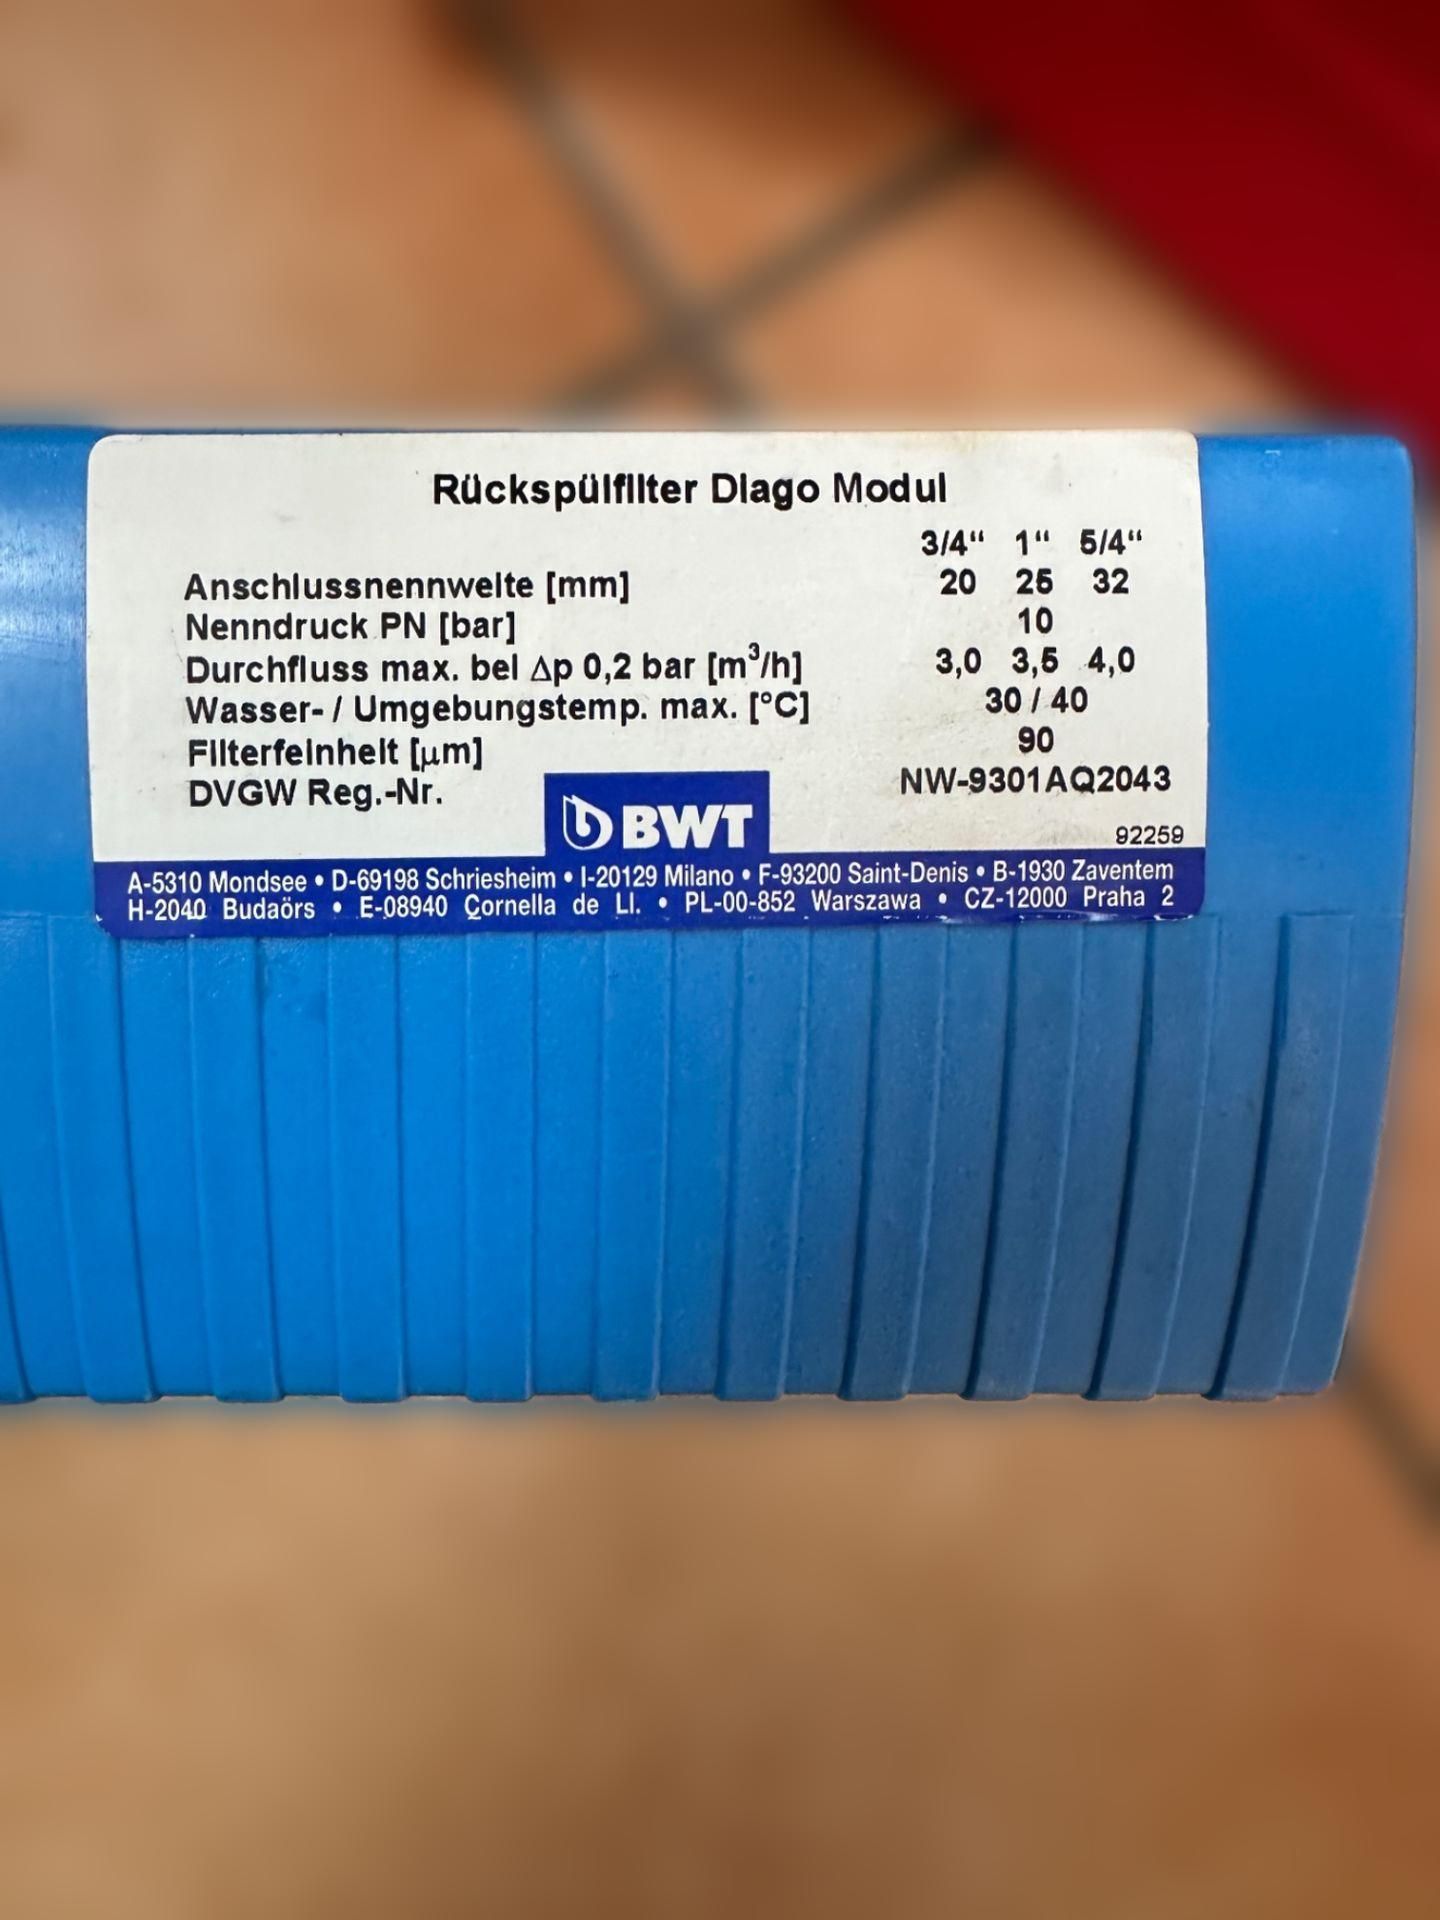 Rückspülfilter Diago Modul
3/4“ 1“ 5/4“
Anschlussnennweite [mm] 20 25 32
Nenndruck PN [bar] 10
Durchfluss max. bei Δp 0,2 bar [m³/h] 3,0 3,5 4,0
Wasser- / Umgebungstemp. max. [°C] 30 / 40
Filterfeinheit [µm] 90
DVGW Reg.-Nr. NW-9301AQ2043
BWT
92259
A-5310 Mondsee • D-69198 Schriesheim • I-20129 Milano • F-93200 Saint-Denis • B-1930 Zaventem
H-2040 Budaörs • E-08940 Cornella de Ll. • PL-00-852 Warszawa • CZ-12000 Praha 2